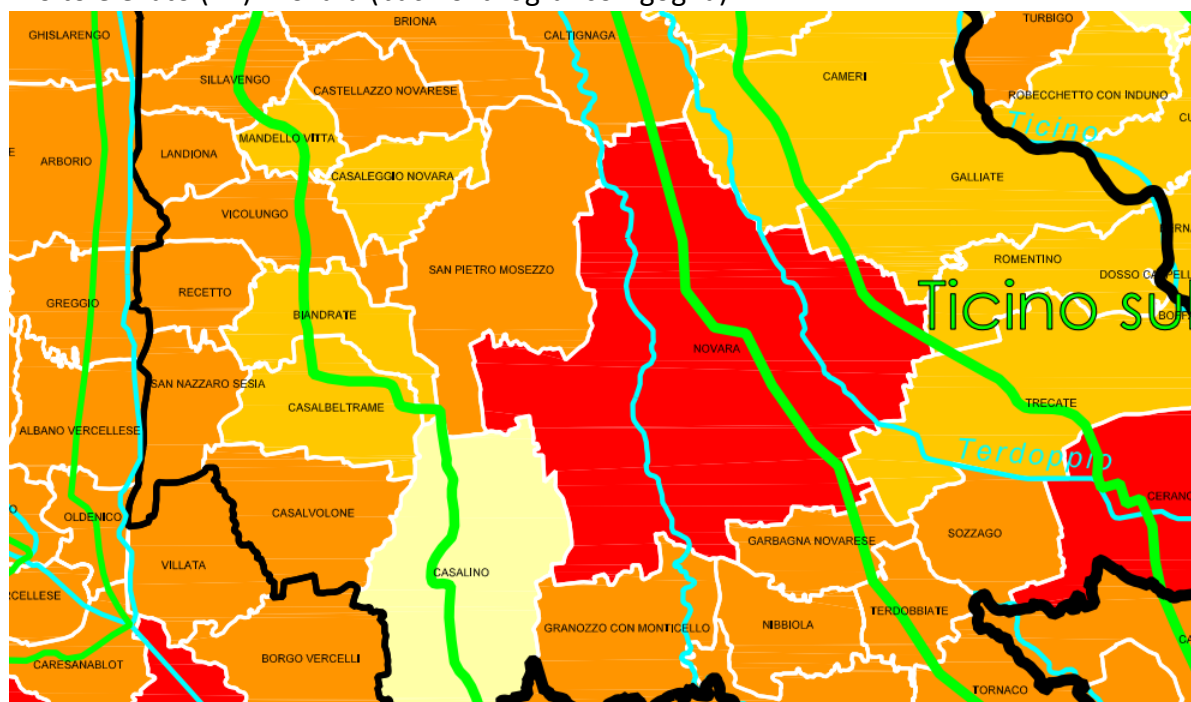 GHISLARENGO
BRIONA
CALTIGNAGA
TURBIGO
SILLAVENGO
CASTELLAZZO NOVARESE
CAMERI
ROBECCHETTO CON INDUNO
MANDELLO VITTA
Ticino
ARBORIO
LANDIONA
CASALEGGIO NOVARA
GALLIATE
VICOLUNGO
ROMENTINO
SAN PIETRO MOSEZZO
GREGGIO
RECETTO
BIANDRATE
Ticino
NOVARA
SAN NAZZARO SESIA
CASALBELTRAME
TRECATE
ALBANO VERCELLESE
Terdoppio
OLDENICO
CASALVOLONE
SOZZAGO
GARBAGNA NOVARESE
VILLATA
CASALINO
TERDOBBIATE
GRANOZZO CON MONTICELLO
NIBBIOLA
CARESANABLOT
BORGO VERCELLI
TORNACO